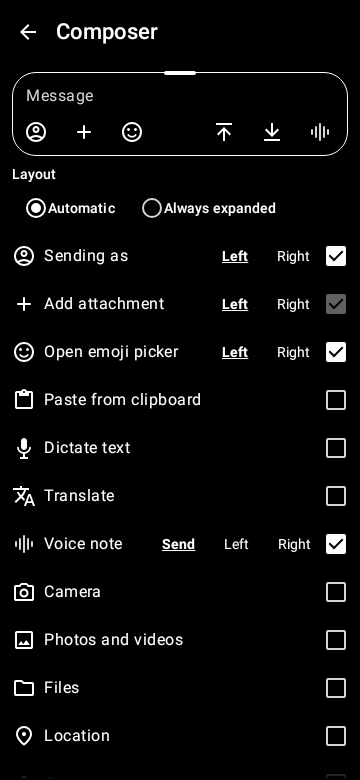 Composer
Message
Layout
Automatic Always expanded
Sending as Left Right
Add attachment Left Right
Open emoji picker Left Right
Paste from clipboard
Dictate text
Translate
Voice note Send Left Right
Camera
Photos and videos
Files
Location